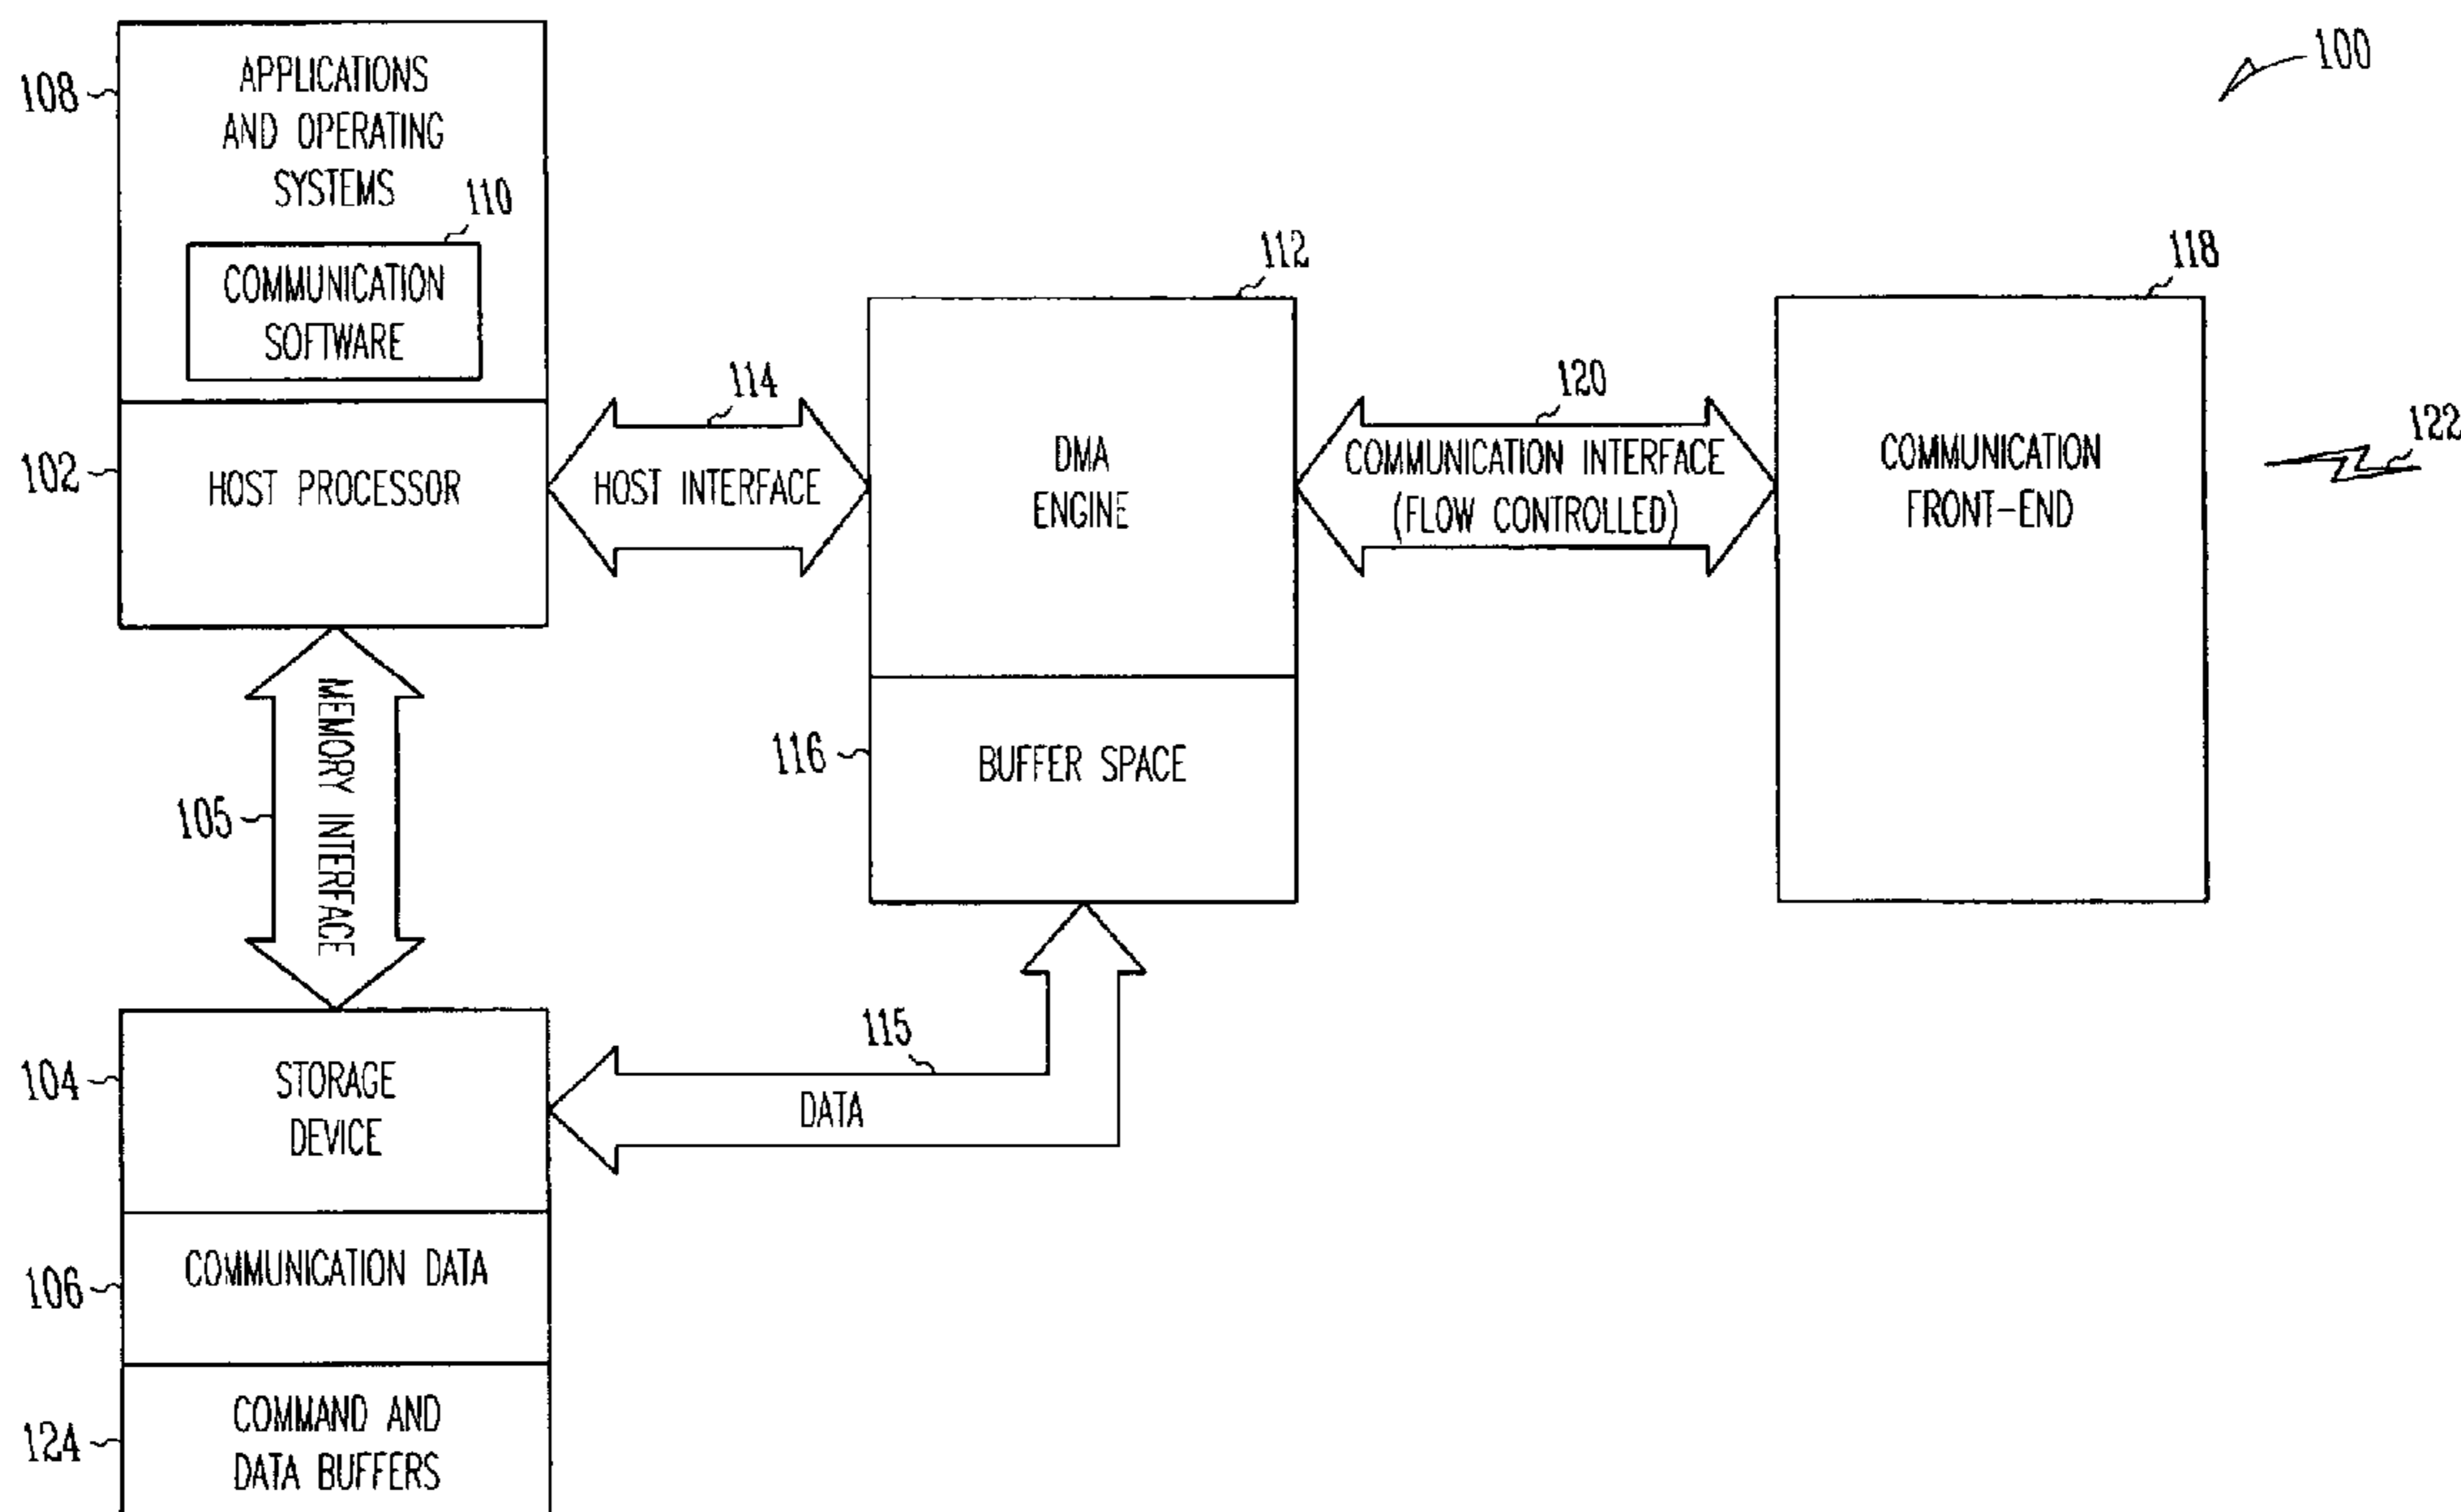 100
108
APPLICATIONS
AND OPERATING
SYSTEMS
110
COMMUNICATION
SOFTWARE
102
HOST PROCESSOR
114
HOST INTERFACE
112
DMA
ENGINE
116
BUFFER SPACE
120
COMMUNICATION INTERFACE
(FLOW CONTROLLED)
118
COMMUNICATION
FRONT-END
122
105
MEMORY INTERFACE
115
DATA
104
STORAGE
DEVICE
106
COMMUNICATION DATA
124
COMMAND AND
DATA BUFFERS